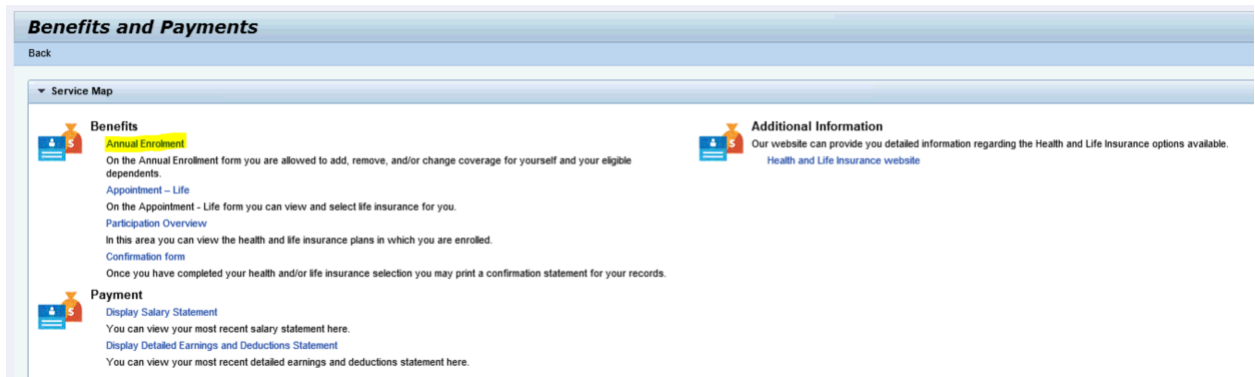 Benefits and Payments
Back
Service Map
Benefits
Annual Enrolment
On the Annual Enrollment form you are allowed to add, remove, and/or change coverage for yourself and your eligible
dependents.
Appointment – Life
On the Appointment - Life form you can view and select life insurance for you.
Participation Overview
In this area you can view the health and life insurance plans in which you are enrolled.
Confirmation form
Once you have completed your health and/or life insurance selection you may print a confirmation statement for your records.
Payment
Display Salary Statement
You can view your most recent salary statement here.
Display Detailed Earnings and Deductions Statement
You can view your most recent detailed earnings and deductions statement here.
Additional Information
Our website can provide you detailed information regarding the Health and Life Insurance options available.
Health and Life Insurance website